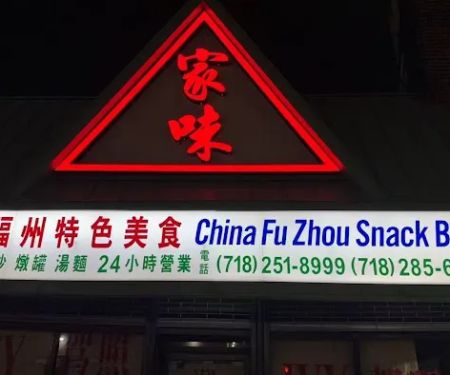 家
味
福州特色美食 China Fu Zhou Snack B
炒 燉罐 湯麵 24小時營業 電話 (718) 251-8999 (718) 285-6